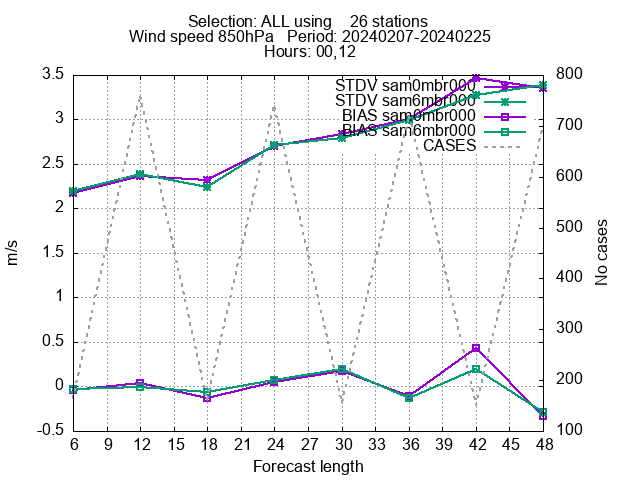 Selection: ALL using    26 stations
Wind speed 850hPa   Period: 20240207-20240225
Hours: 00,12
STDV sam0mbr000
STDV sam6mbr000
BIAS sam0mbr000
BIAS sam6mbr000
CASES
3.5
3
2.5
2
1.5
1
0.5
0
-0.5
m/s
800
700
600
500
400
300
200
100
No cases
6 12 18 24 27 30 33 36 39 42 45 48
Forecast length